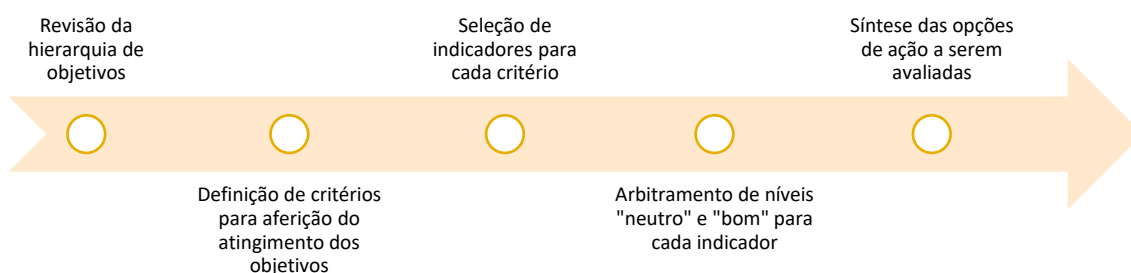 Revisão da
hierarquia de
objetivos
Definição de critérios
para aferição do
atingimento dos
objetivos
Seleção de
indicadores para
cada critério
Arbitramento de níveis
"neutro" e "bom" para
cada indicador
Síntese das opções
de ação a serem
avaliadas